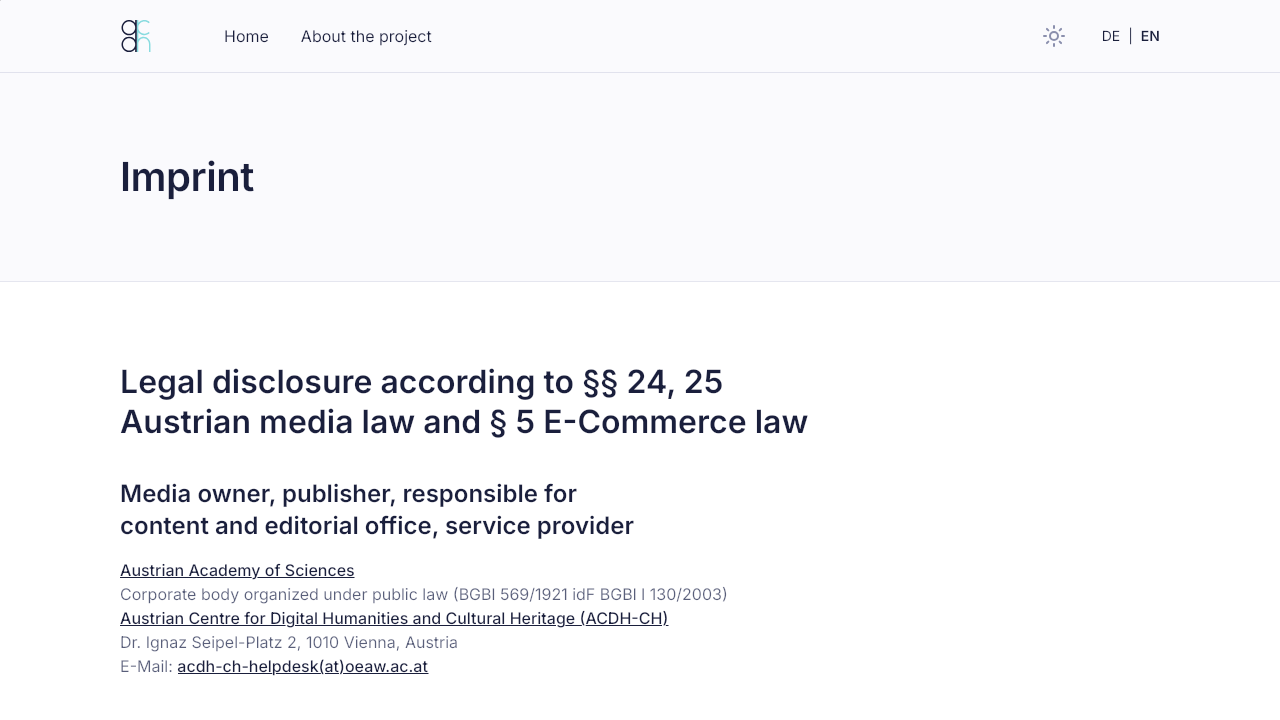 Home
About the project
DE | EN
Imprint
Legal disclosure according to §§ 24, 25
Austrian media law and § 5 E-Commerce law
Media owner, publisher, responsible for
content and editorial office, service provider
Austrian Academy of Sciences
Corporate body organized under public law (BGBl 569/1921 idF BGBl I 130/2003)
Austrian Centre for Digital Humanities and Cultural Heritage (ACDH-CH)
Dr. Ignaz Seipel-Platz 2, 1010 Vienna, Austria
E-Mail: acdh-ch-helpdesk(at)oeaw.ac.at